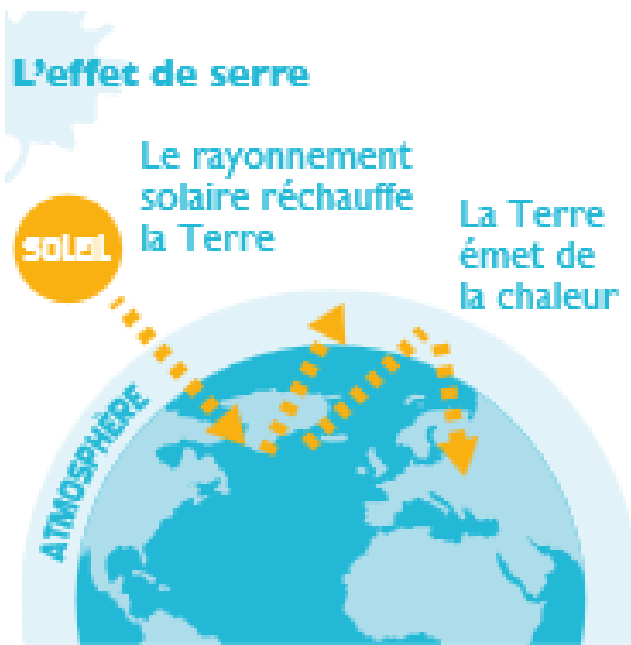 L'effet de serre
Le rayonnement
solaire réchauffe
la Terre
SOLEIL
La Terre
émet de
la chaleur
ATMOSPHÈRE